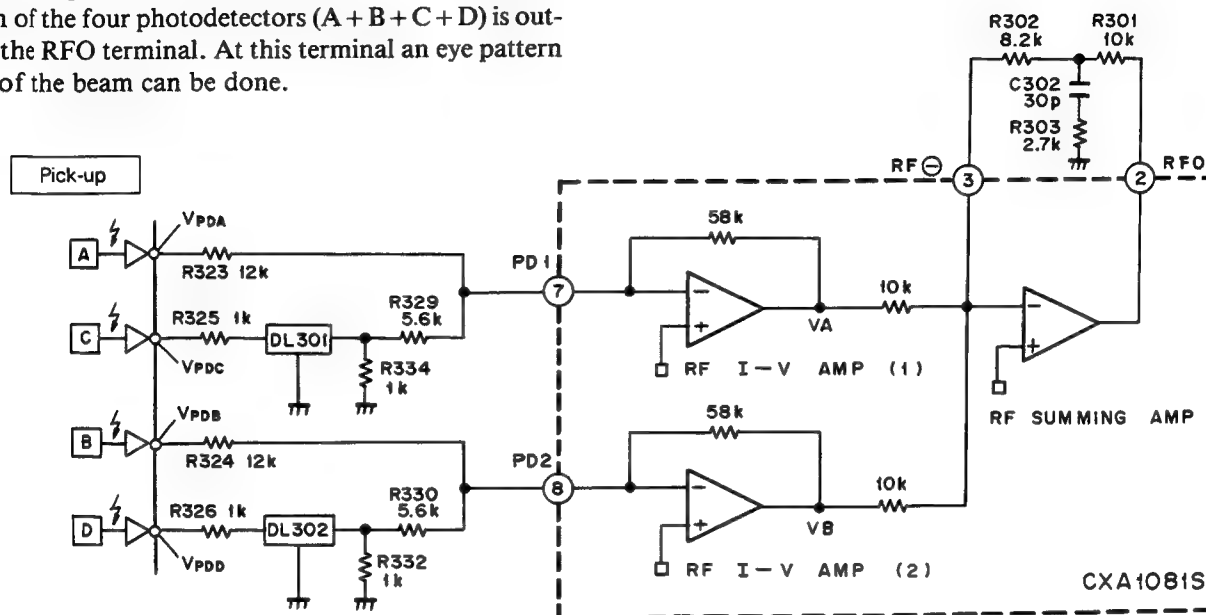 n of the four photodetectors (A + B + C + D) is out-
the RFO terminal. At this terminal an eye pattern
of the beam can be done.
Pick-up
R302
8.2k
R301
10k
C302
30p
R303
2.7k
RF⊖
3
2
RFO
A
VPDA
R323 12k
PD1
7
58k
−
+
VA
10k
RF I−V AMP (1)
−
+
RF SUMMING AMP
C
R325 1k
VPDC
DL301
R329
5.6k
R334
1k
B
VPDB
R324 12k
PD2
8
58k
−
+
VB
10k
RF I−V AMP (2)
D
R326 1k
VPDD
DL302
R330
5.6k
R332
1k
CXA1081S